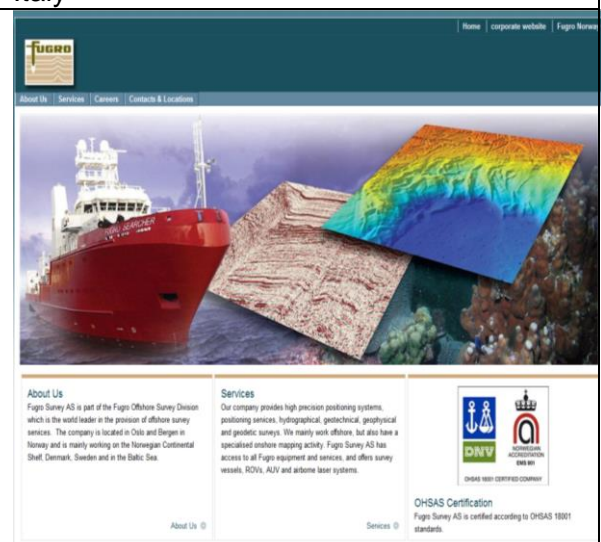 Italy
Home corporate website Fugro Norway
FUGRO
About Us Services Careers Contacts & Locations
FUGRO SEARCHER
About Us
Fugro Survey AS is part of the Fugro Offshore Survey Division
which is the world leader in the provision of offshore survey
services. The company is located in Oslo and Bergen in
Norway and is mainly working on the Norwegian Continental
Shelf, Denmark, Sweden and in the Baltic Sea.
About Us
Services
Our company provides high precision positioning systems,
positioning services, hydrographical, geotechnical, geophysical
and geodetic surveys. We mainly work offshore, but also have a
specialised onshore mapping activity. Fugro Survey AS has
access to all Fugro equipment and services, and offers survey
vessels, ROVs, AUV and airborne laser systems.
Services
DNV
NORWEGIAN
ACCREDITATION
EMS 001
OHSAS 18001 CERTIFIED COMPANY
OHSAS Certification
Fugro Survey AS is certified according to OHSAS 18001
standards.